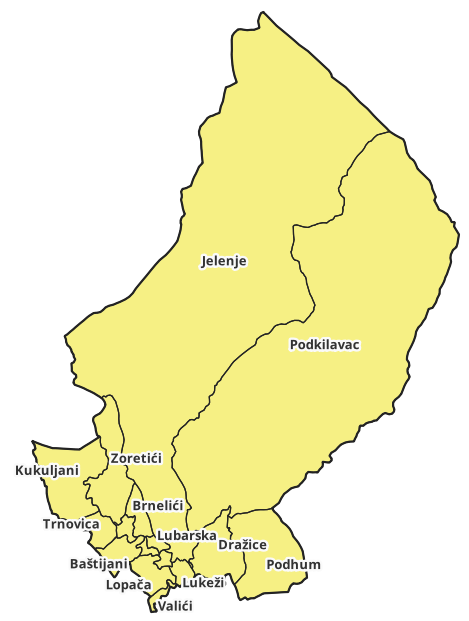 Jelenje
Podkilavac
Zoretići
Kukuljani
Brnelići
Trnovica
Lubarska
Dražice
Baštijani
Podhum
Lopača
Lukeži
Valići